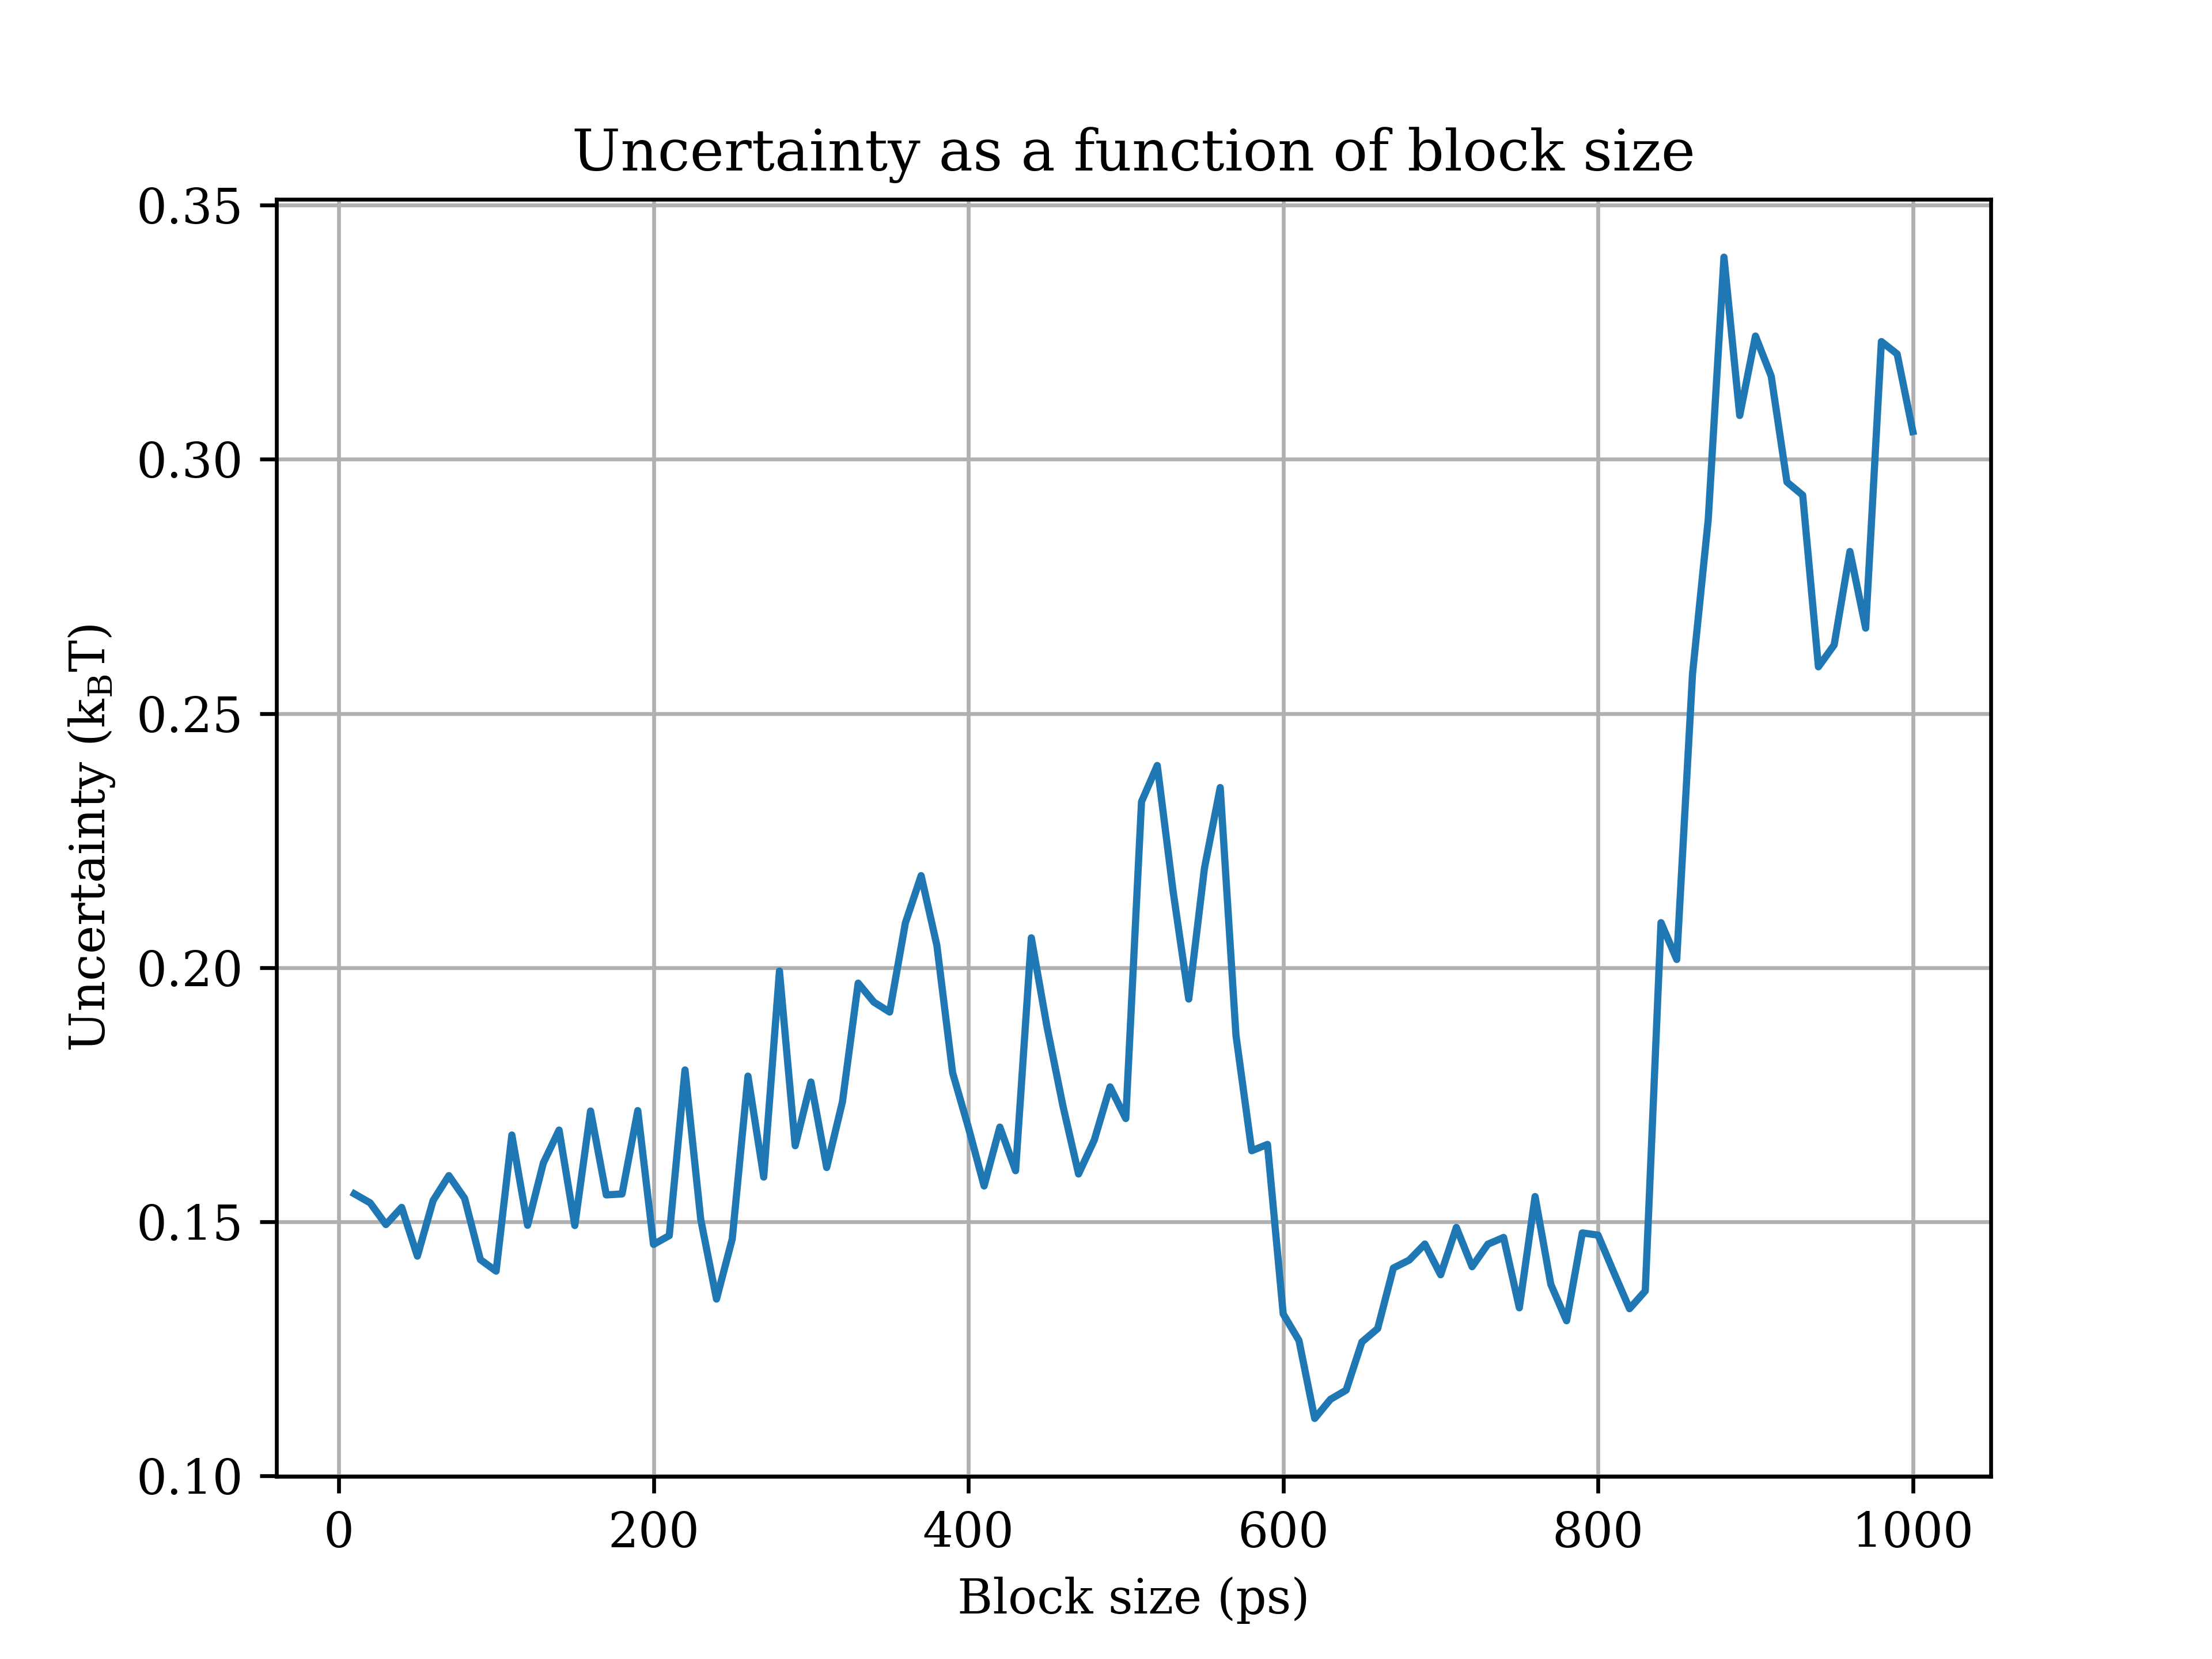 Uncertainty as a function of block size
0.35
0.30
0.25
0.20
0.15
0.10
Uncertainty (k_BT)
0 200 400 600 800 1000
Block size (ps)